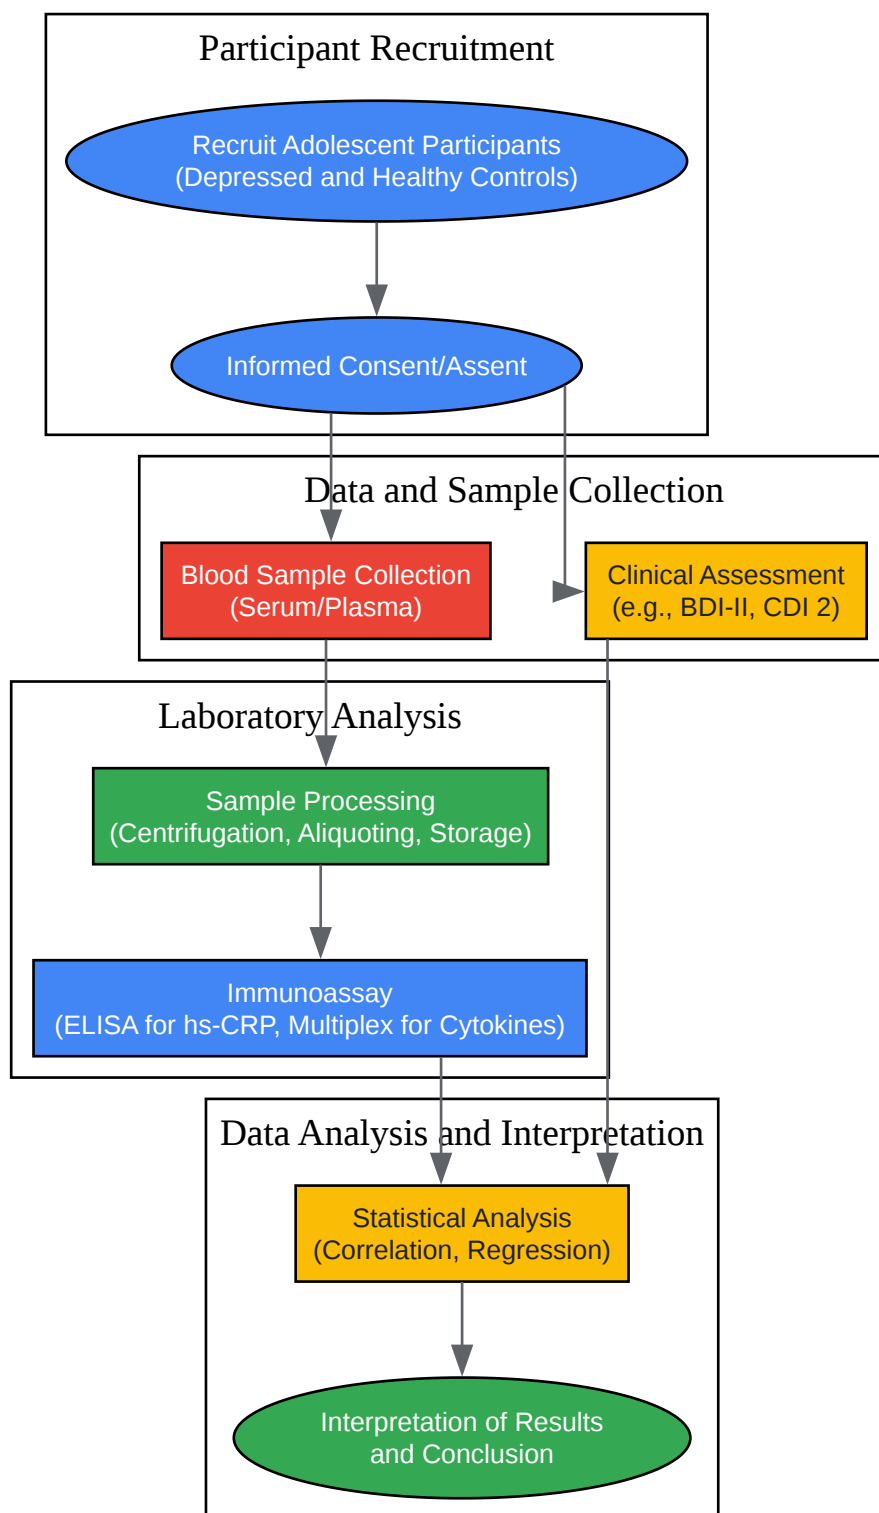 Participant Recruitment
Recruit Adolescent Participants
(Depressed and Healthy Controls)
Informed Consent/Assent
Data and Sample Collection
Blood Sample Collection
(Serum/Plasma)
Clinical Assessment
(e.g., BDI-II, CDI 2)
Laboratory Analysis
Sample Processing
(Centrifugation, Aliquoting, Storage)
Immunoassay
(ELISA for hs-CRP, Multiplex for Cytokines)
Data Analysis and Interpretation
Statistical Analysis
(Correlation, Regression)
Interpretation of Results
and Conclusion